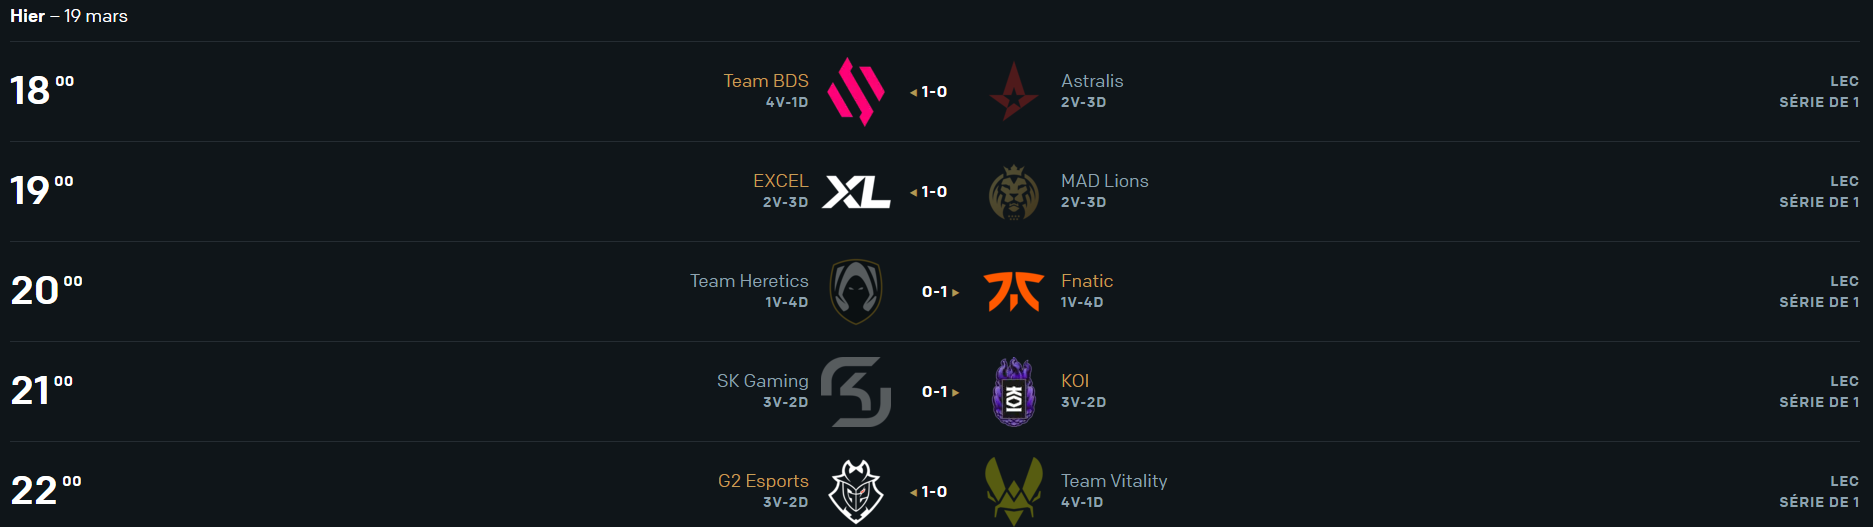 Hier – 19 mars
18 00
Team BDS
4V-1D
1-0
Astralis
2V-3D
LEC
SÉRIE DE 1
19 00
EXCEL
2V-3D
XL
1-0
MAD Lions
2V-3D
LEC
SÉRIE DE 1
20 00
Team Heretics
1V-4D
0-1
Fnatic
1V-4D
LEC
SÉRIE DE 1
21 00
SK Gaming
3V-2D
0-1
KOI
KOI
3V-2D
LEC
SÉRIE DE 1
22 00
G2 Esports
3V-2D
1-0
Team Vitality
4V-1D
LEC
SÉRIE DE 1